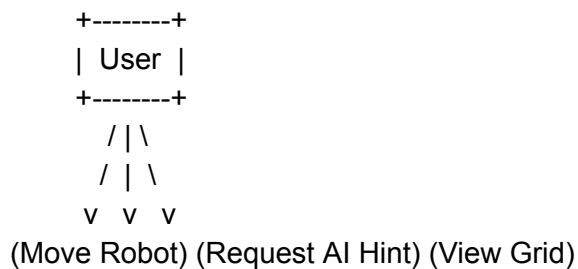 +--------+
| User |
+--------+
/ | \
/ | \
v v v
(Move Robot) (Request AI Hint) (View Grid)